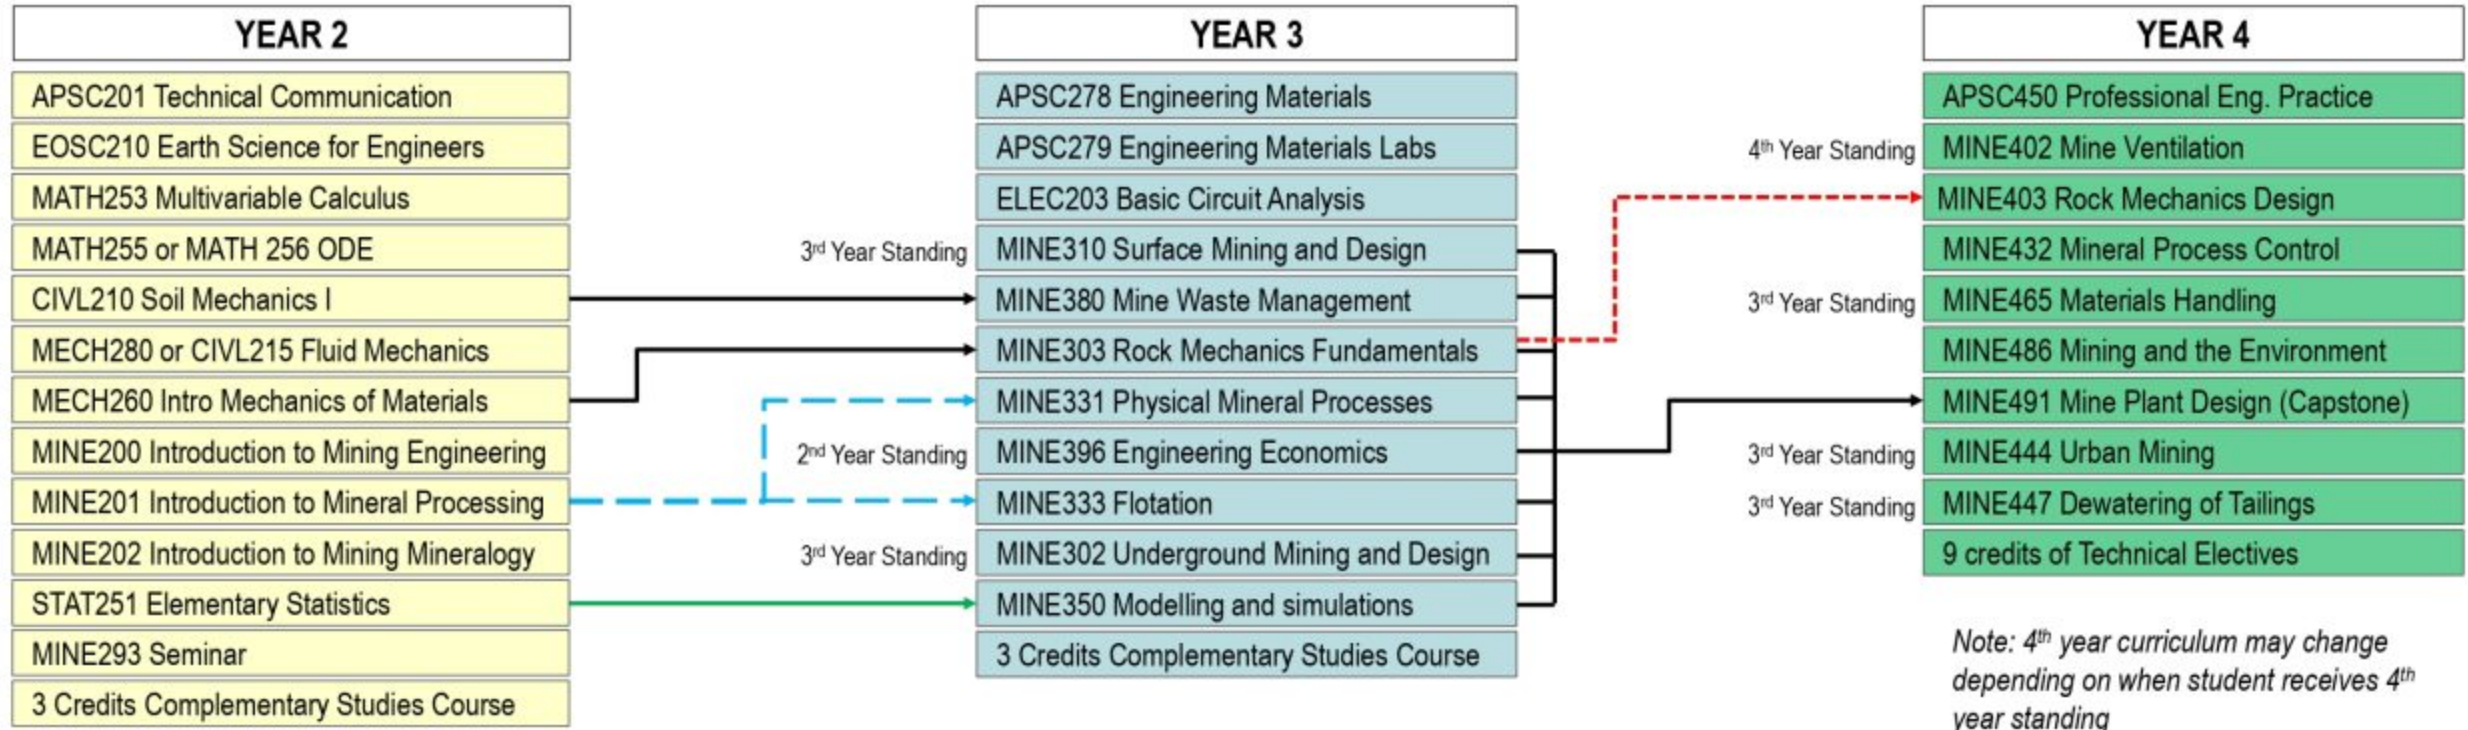 YEAR 2
APSC201 Technical Communication
EOSC210 Earth Science for Engineers
MATH253 Multivariable Calculus
MATH255 or MATH 256 ODE
CIVL210 Soil Mechanics I
MECH280 or CIVL215 Fluid Mechanics
MECH260 Intro Mechanics of Materials
MINE200 Introduction to Mining Engineering
MINE201 Introduction to Mineral Processing
MINE202 Introduction to Mining Mineralogy
STAT251 Elementary Statistics
MINE293 Seminar
3 Credits Complementary Studies Course
YEAR 3
APSC278 Engineering Materials
APSC279 Engineering Materials Labs
ELEC203 Basic Circuit Analysis
3rd Year Standing
MINE310 Surface Mining and Design
MINE380 Mine Waste Management
MINE303 Rock Mechanics Fundamentals
MINE331 Physical Mineral Processes
2nd Year Standing
MINE396 Engineering Economics
MINE333 Flotation
3rd Year Standing
MINE302 Underground Mining and Design
MINE350 Modelling and simulations
3 Credits Complementary Studies Course
YEAR 4
APSC450 Professional Eng. Practice
4th Year Standing
MINE402 Mine Ventilation
MINE403 Rock Mechanics Design
MINE432 Mineral Process Control
3rd Year Standing
MINE465 Materials Handling
MINE486 Mining and the Environment
MINE491 Mine Plant Design (Capstone)
3rd Year Standing
MINE444 Urban Mining
3rd Year Standing
MINE447 Dewatering of Tailings
9 credits of Technical Electives
Note: 4th year curriculum may change
depending on when student receives 4th
year standing